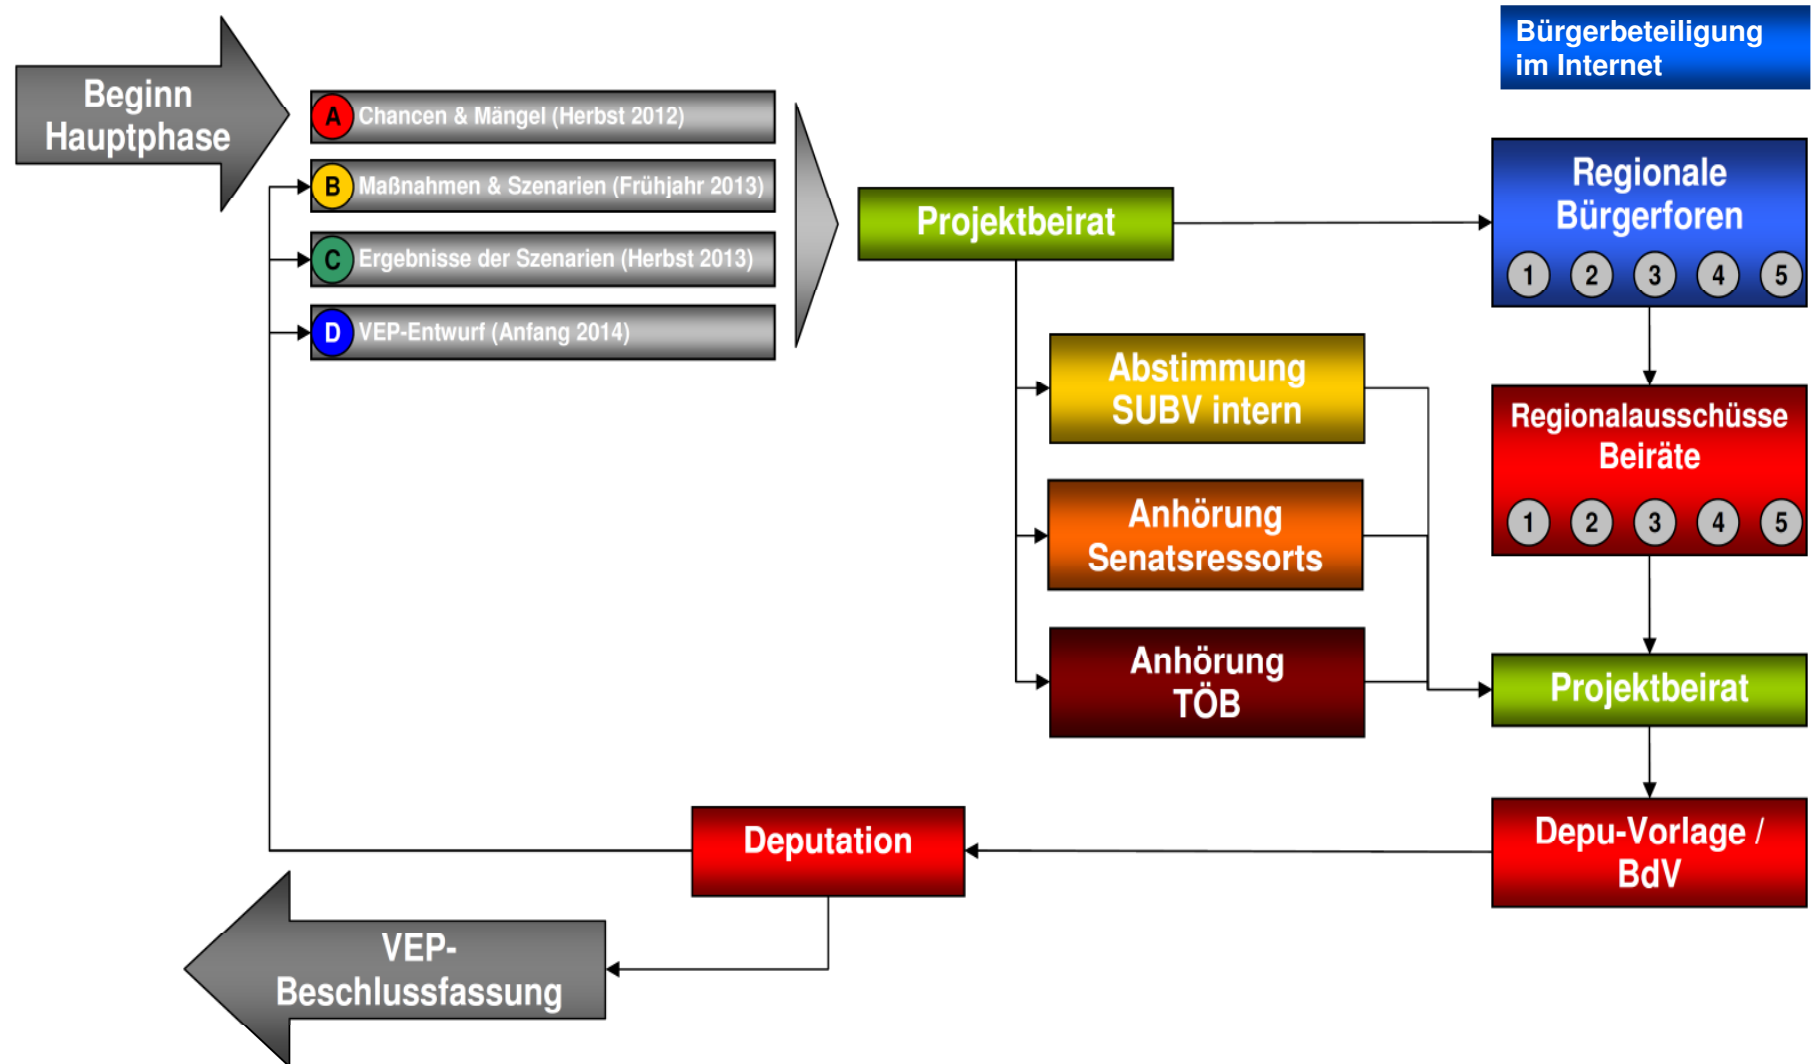 Bürgerbeteiligung
im Internet
Beginn
Hauptphase
A Chancen & Mängel (Herbst 2012)
B Maßnahmen & Szenarien (Frühjahr 2013)
C Ergebnisse der Szenarien (Herbst 2013)
D VEP-Entwurf (Anfang 2014)
Projektbeirat
Regionale
Bürgerforen
1 2 3 4 5
Abstimmung
SUBV intern
Regionalausschüsse
Beiräte
1 2 3 4 5
Anhörung
Senatsressorts
Anhörung
TÖB
Projektbeirat
Depu-Vorlage /
BdV
Deputation
VEP-
Beschlussfassung